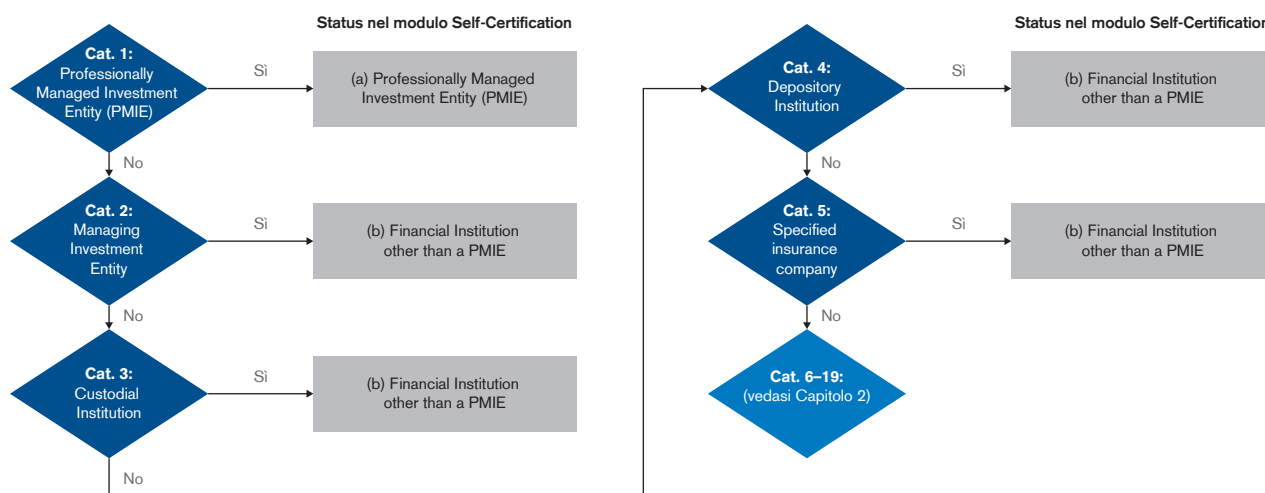 Status nel modulo Self-Certification
Cat. 1:
Professionally
Managed Investment
Entity (PMIE)
Sì
(a) Professionally Managed
Investment Entity (PMIE)
No
Cat. 2:
Managing
Investment
Entity
Sì
(b) Financial Institution
other than a PMIE
No
Cat. 3:
Custodial
Institution
Sì
(b) Financial Institution
other than a PMIE
No
Status nel modulo Self-Certification
Cat. 4:
Depository
Institution
Sì
(b) Financial Institution
other than a PMIE
No
Cat. 5:
Specified
insurance
company
Sì
(b) Financial Institution
other than a PMIE
No
Cat. 6–19:
(vedasi Capitolo 2)